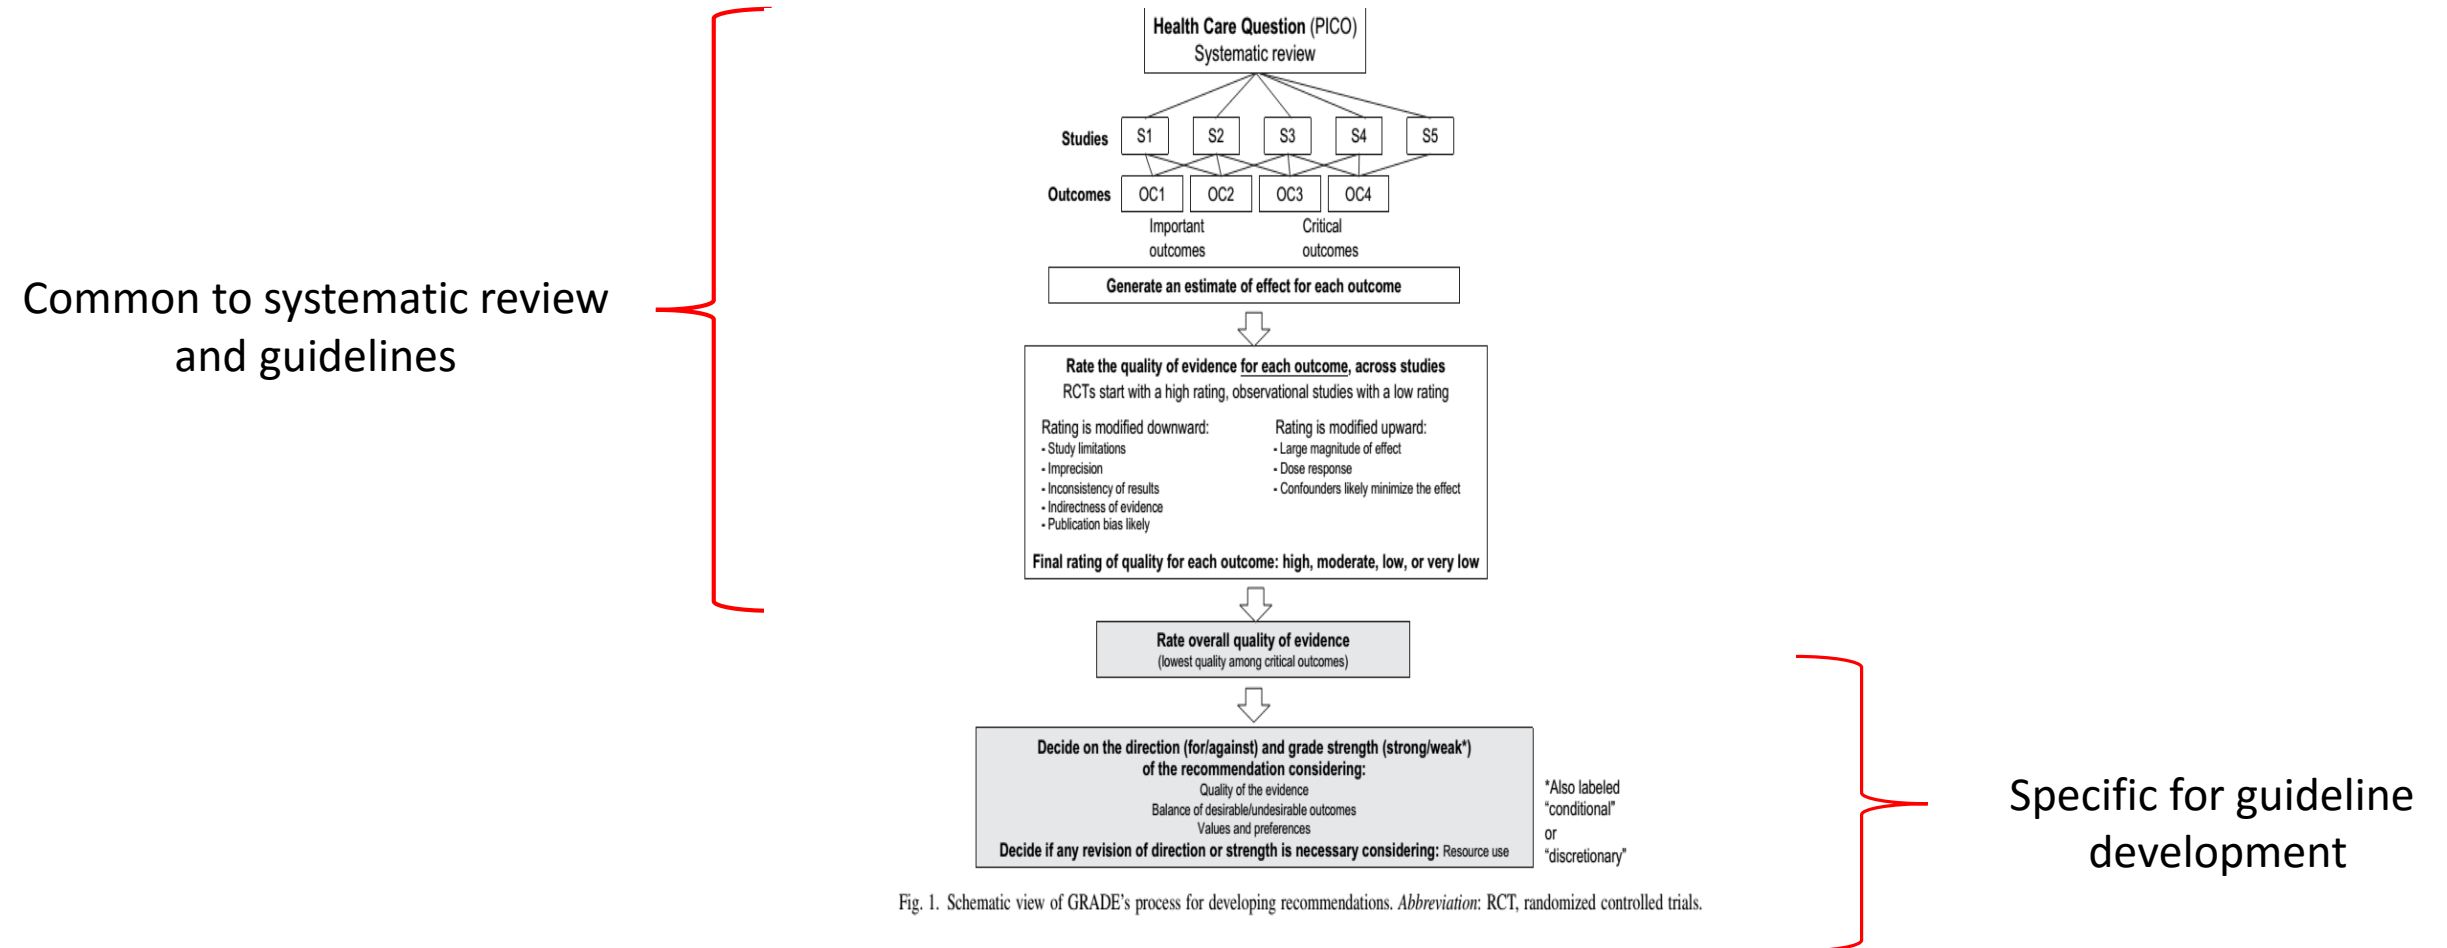 Health Care Question (PICO)
Systematic review
Studies S1 S2 S3 S4 S5
Outcomes OC1 OC2 OC3 OC4
Important
outcomes
Critical
outcomes
Generate an estimate of effect for each outcome
Common to systematic review
and guidelines
Rate the quality of evidence for each outcome, across studies
RCTs start with a high rating, observational studies with a low rating
Rating is modified downward:
- Study limitations
- Imprecision
- Inconsistency of results
- Indirectness of evidence
- Publication bias likely
Rating is modified upward:
- Large magnitude of effect
- Dose response
- Confounders likely minimize the effect
Final rating of quality for each outcome: high, moderate, low, or very low
Rate overall quality of evidence
(lowest quality among critical outcomes)
Decide on the direction (for/against) and grade strength (strong/weak*)
of the recommendation considering:
Quality of the evidence
Balance of desirable/undesirable outcomes
Values and preferences
Decide if any revision of direction or strength is necessary considering: Resource use
*Also labeled
“conditional”
or
“discretionary”
Specific for guideline
development
Fig. 1. Schematic view of GRADE's process for developing recommendations. Abbreviation: RCT, randomized controlled trials.